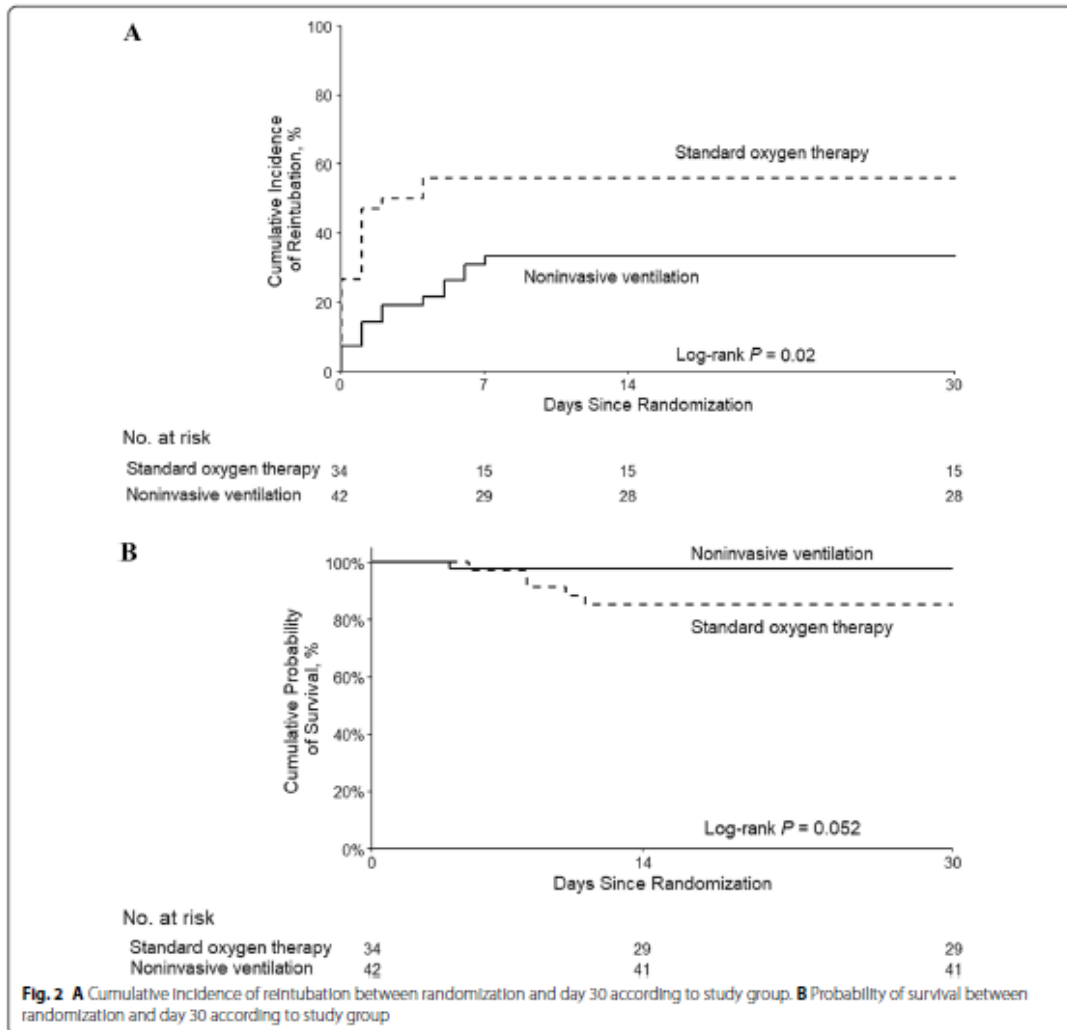 A
100
80
60
40
20
0
Cumulative Incidence
of Reintubation, %
Standard oxygen therapy
Noninvasive ventilation
Log-rank P = 0.02
0 7 14 30
Days Since Randomization
No. at risk
Standard oxygen therapy 34 15 15 15
Noninvasive ventilation 42 29 28 28
B
100%
80%
60%
40%
20%
0%
Cumulative Probability
of Survival, %
Noninvasive ventilation
Standard oxygen therapy
Log-rank P = 0.052
0 14 30
Days Since Randomization
No. at risk
Standard oxygen therapy 34 29 29
Noninvasive ventilation 42 41 41
Fig. 2 A Cumulative incidence of reintubation between randomization and day 30 according to study group. B Probability of survival between
randomization and day 30 according to study group